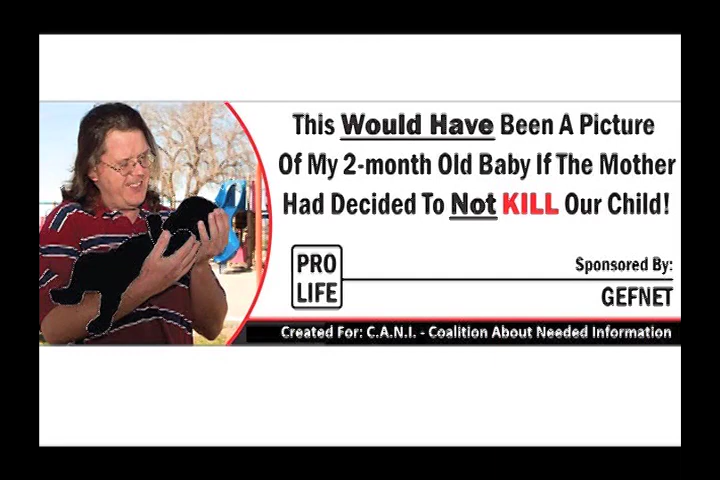 This Would Have Been A Picture
Of My 2-month Old Baby If The Mother
Had Decided To Not KILL Our Child!
PRO
LIFE
Sponsored By:
GEFNET
Created For: C.A.N.I. - Coalition About Needed Information